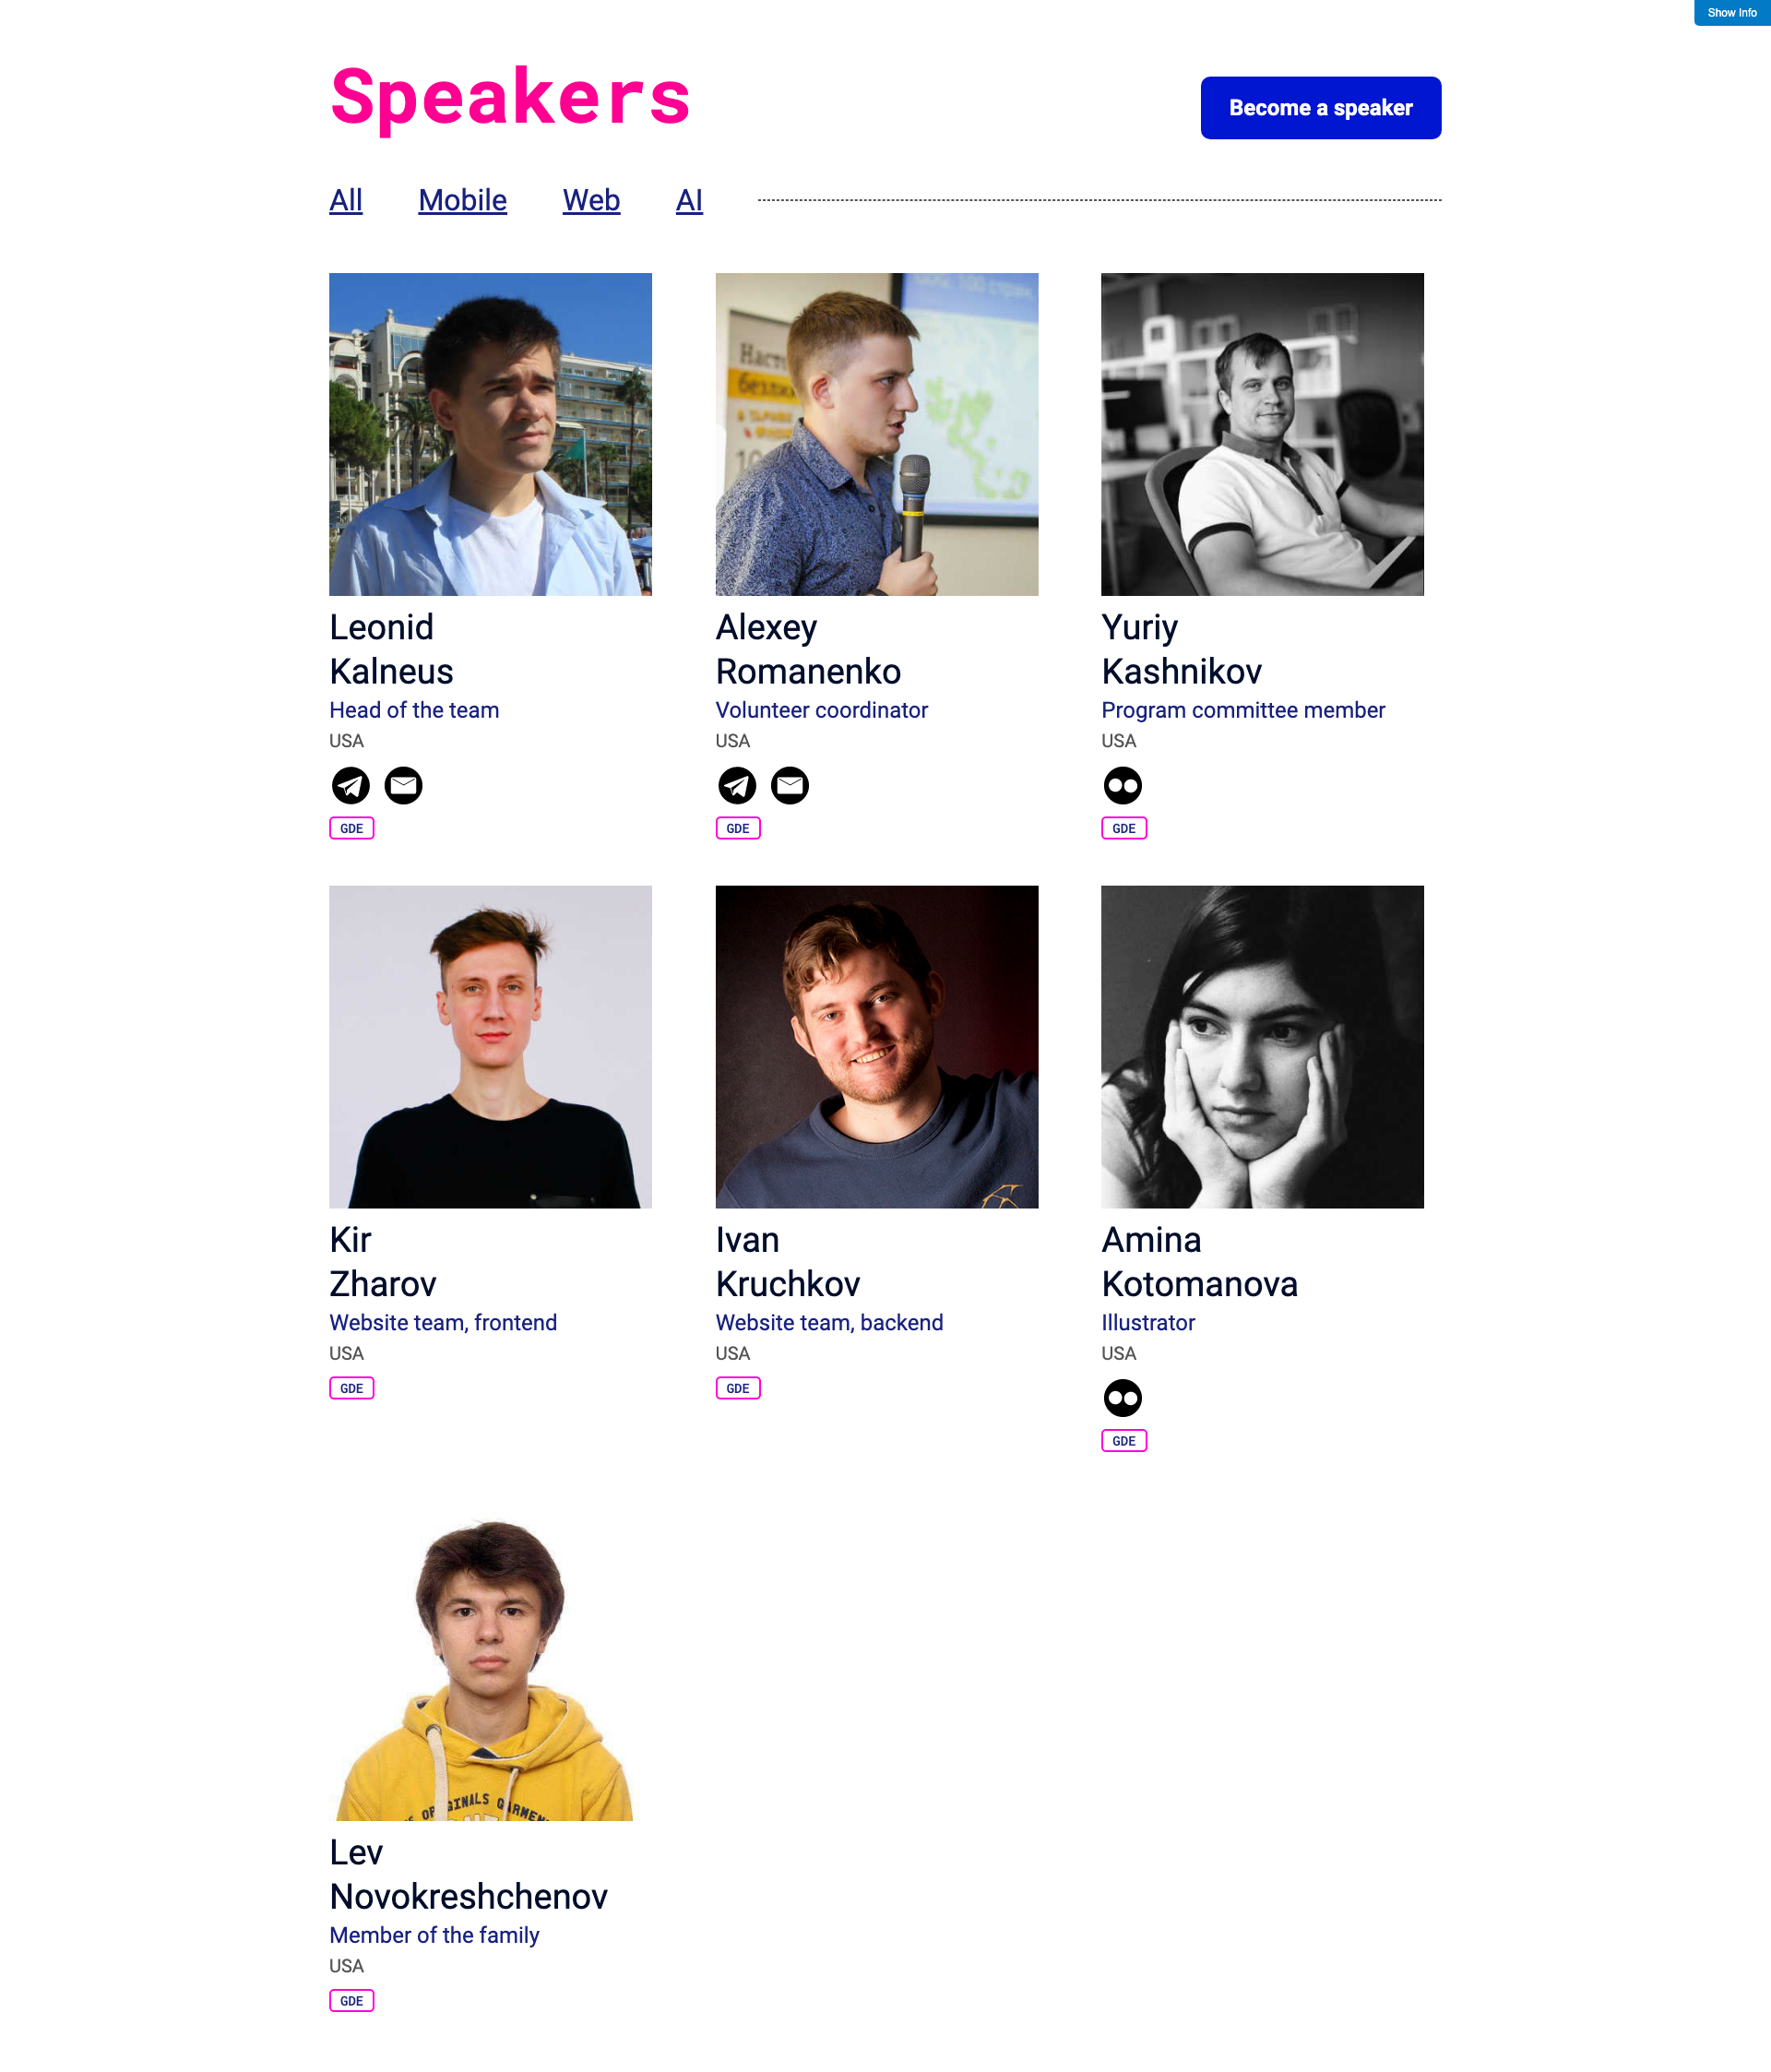 Show Info
Speakers
Become a speaker
All Mobile Web AI
Leonid
Kalneus
Head of the team
USA
GDE
Alexey
Romanenko
Volunteer coordinator
USA
GDE
Yuriy
Kashnikov
Program committee member
USA
GDE
Kir
Zharov
Website team, frontend
USA
GDE
Ivan
Kruchkov
Website team, backend
USA
GDE
Amina
Kotomanova
Illustrator
USA
GDE
Lev
Novokreshchenov
Member of the family
USA
GDE